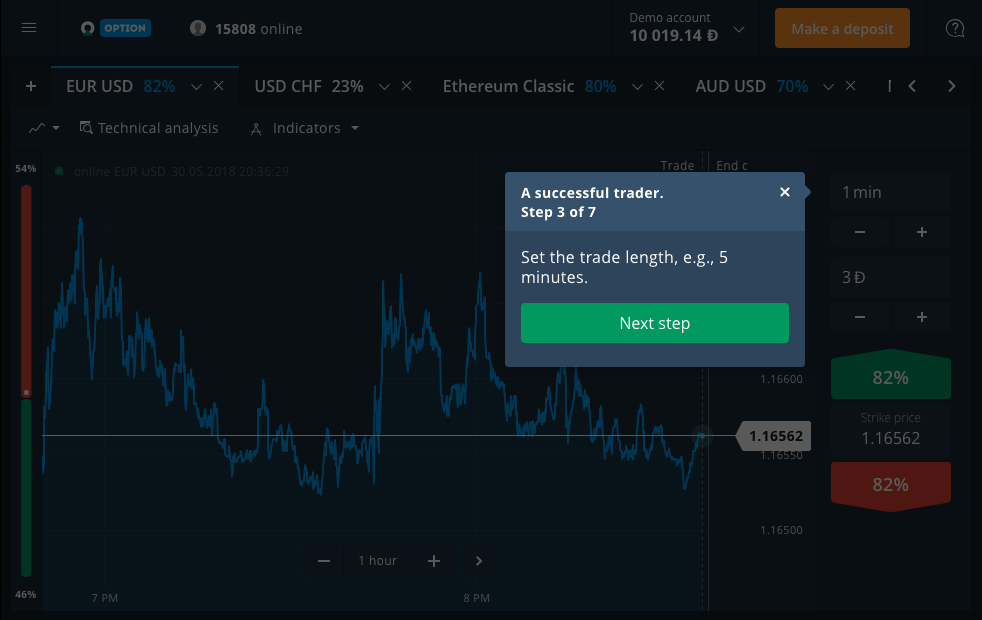 OPTION
15808 online
Demo account
10 019.14 Đ
Make a deposit
EUR USD 82%
USD CHF 23%
Ethereum Classic 80%
AUD USD 70%
Technical analysis
Indicators
54%
online EUR USD 30.05.2018 20:36:29
Trade
A successful trader.
Step 3 of 7
Set the trade length, e.g., 5
minutes.
Next step
1 min
3 Đ
82%
Strike price
1.16562
82%
1.16600
1.16562
1.16550
1.16500
1 hour
46%
7 PM
8 PM